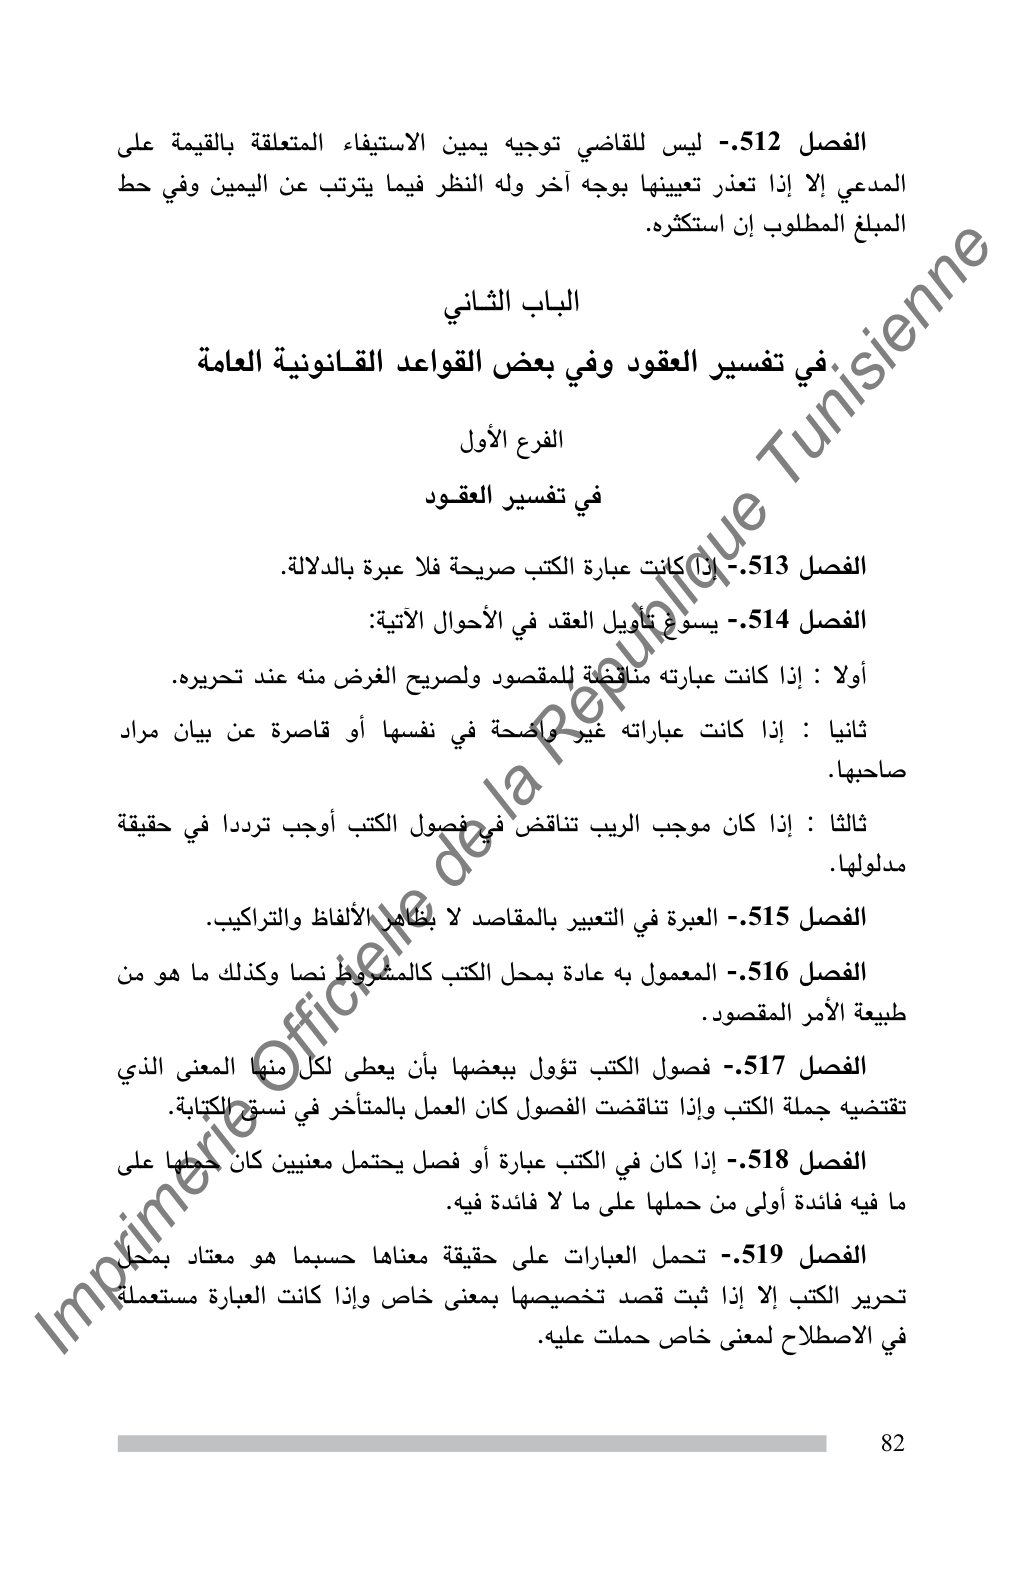 الفصل 512.- ليس للقاضي توجيه يمين الاستيفاء المتعلقة بالقيمة على
المدعي إلا إذا تعذر تعيينها بوجه آخر وله النظر فيما يترتب عن اليمين وفي حط
المبلغ المطلوب إن استكثره.
الباب الثاني
في تفسير العقود وفي بعض القواعد القانونية العامة
الفرع الأول
في تفسير العقود
الفصل 513.- إذا كانت عبارة الكتب صريحة فلا عبرة بالدلالة.
الفصل 514.- يسوغ تأويل العقد في الأحوال الآتية:
أولا : إذا كانت عبارته مناقضة للمقصود ولصريح الغرض منه عند تحريره.
ثانيا : إذا كانت عباراته غير واضحة في نفسها أو قاصرة عن بيان مراد
صاحبها.
ثالثا : إذا كان موجب الريب تناقض في فصول الكتب أوجب ترددا في حقيقة
مدلولها.
الفصل 515.- العبرة في التعبير بالمقاصد لا بظاهر الألفاظ والتراكيب.
الفصل 516.- المعمول به عادة بمحل الكتب كالمشروط نصا وكذلك ما هو من
طبيعة الأمر المقصود.
الفصل 517.- فصول الكتب تؤول ببعضها بأن يعطى لكل منها المعنى الذي
تقتضيه جملة الكتب وإذا تناقضت الفصول كان العمل بالمتأخر في نسق الكتابة.
الفصل 518.- إذا كان في الكتب عبارة أو فصل يحتمل معنيين كان حملها على
ما فيه فائدة أولى من حملها على ما لا فائدة فيه.
الفصل 519.- تحمل العبارات على حقيقة معناها حسبما هو معتاد بمحل
تحرير الكتب إلا إذا ثبت قصد تخصيصها بمعنى خاص وإذا كانت العبارة مستعملة
في الاصطلاح لمعنى خاص حملت عليه.
82
Imprimerie Officielle de la République Tunisienne